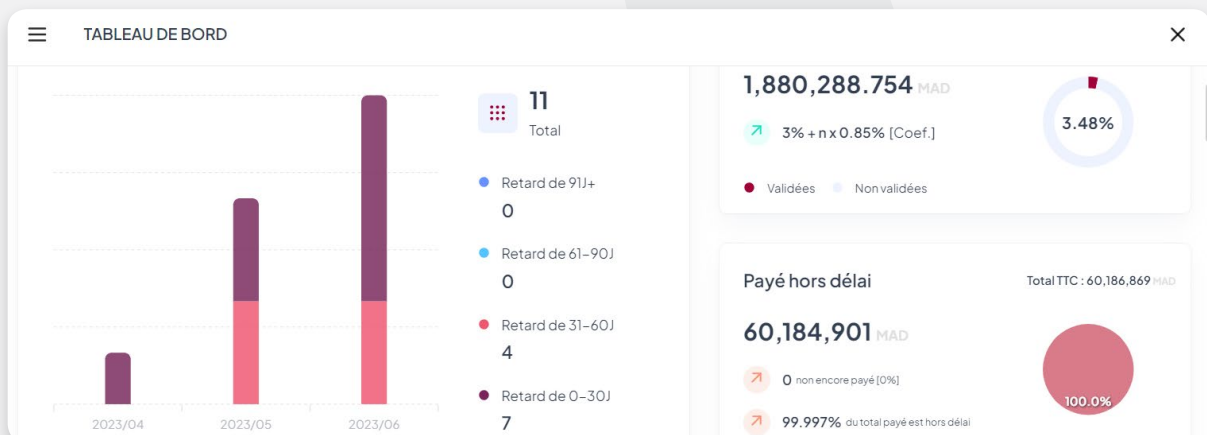 TABLEAU DE BORD
11
Total
Retard de 91J+
0
Retard de 61-90J
0
Retard de 31-60J
4
Retard de 0-30J
7
2023/04
2023/05
2023/06
1,880,288.754 MAD
3% + n x 0.85% [Coef.]
3.48%
Validées
Non validées
Payé hors délai
Total TTC : 60,186,869 MAD
60,184,901 MAD
0 non encore payé [0%]
99.997% du total payé est hors délai
100.0%